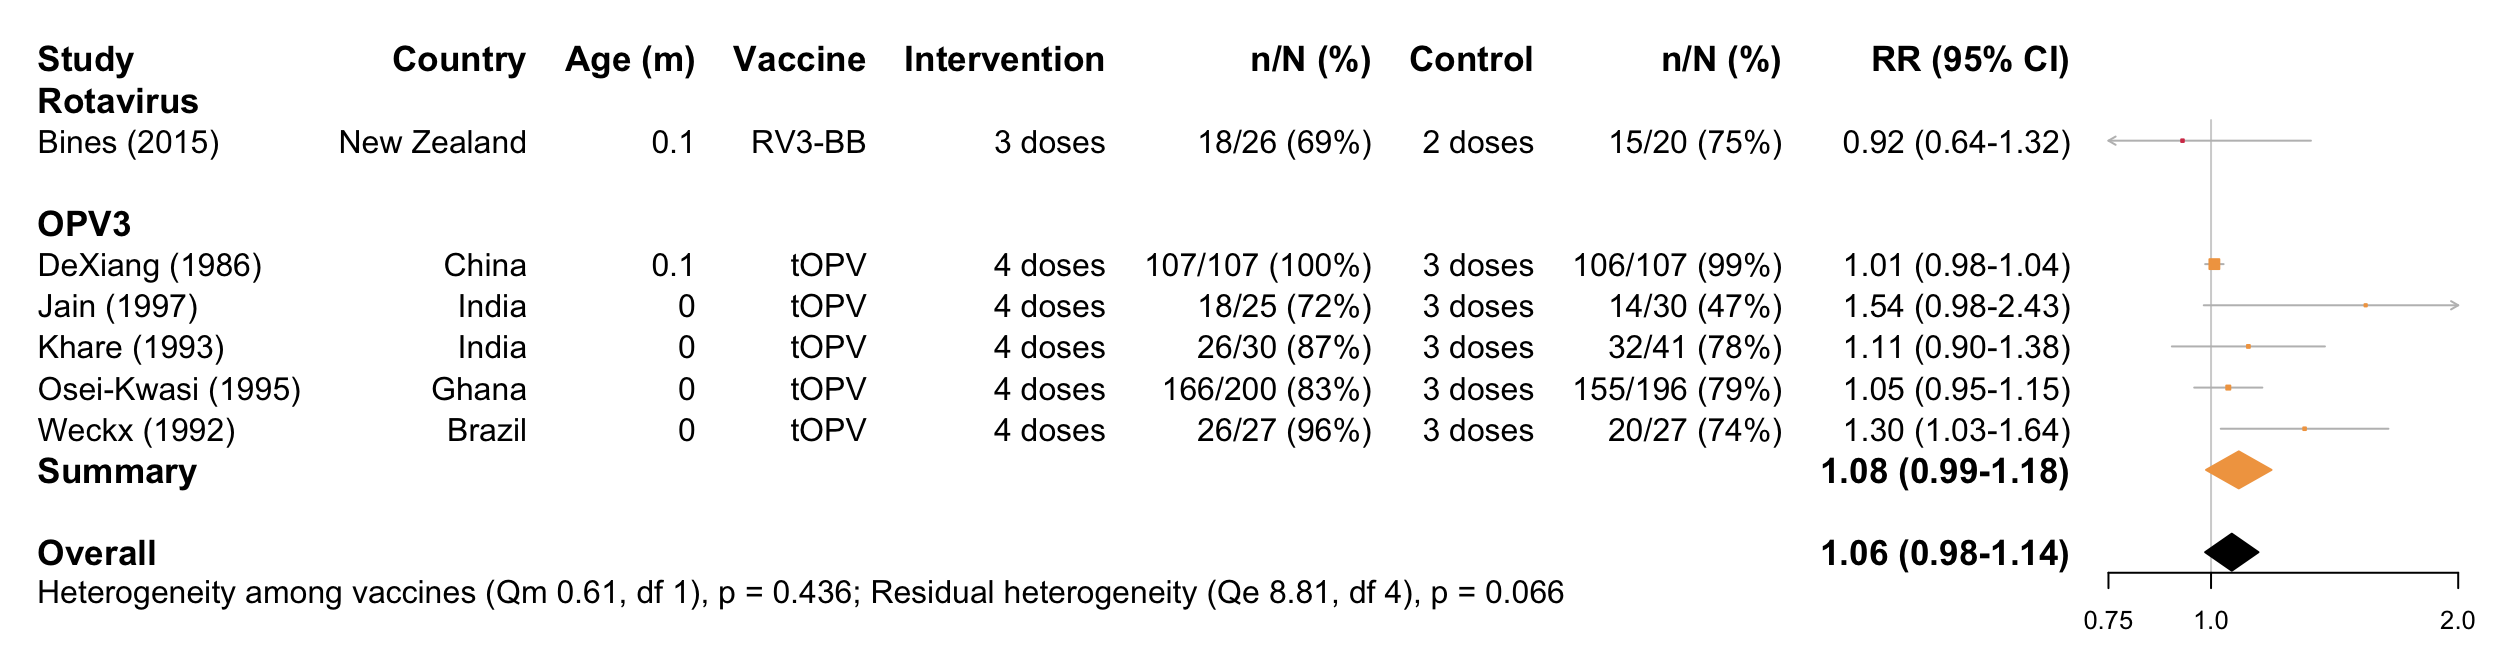 Study Country Age (m) Vaccine Intervention n/N (%) Control n/N (%) RR (95% CI)
Rotavirus
Bines (2015) New Zealand 0.1 RV3-BB 3 doses 18/26 (69%) 2 doses 15/20 (75%) 0.92 (0.64-1.32)
OPV3
DeXiang (1986) China 0.1 tOPV 4 doses 107/107 (100%) 3 doses 106/107 (99%) 1.01 (0.98-1.04)
Jain (1997) India 0 tOPV 4 doses 18/25 (72%) 3 doses 14/30 (47%) 1.54 (0.98-2.43)
Khare (1993) India 0 tOPV 4 doses 26/30 (87%) 3 doses 32/41 (78%) 1.11 (0.90-1.38)
Osei-Kwasi (1995) Ghana 0 tOPV 4 doses 166/200 (83%) 3 doses 155/196 (79%) 1.05 (0.95-1.15)
Weckx (1992) Brazil 0 tOPV 4 doses 26/27 (96%) 3 doses 20/27 (74%) 1.30 (1.03-1.64)
Summary 1.08 (0.99-1.18)
Overall 1.06 (0.98-1.14)
Heterogeneity among vaccines (Qm 0.61, df 1), p = 0.436; Residual heterogeneity (Qe 8.81, df 4), p = 0.066
0.75 1.0 2.0